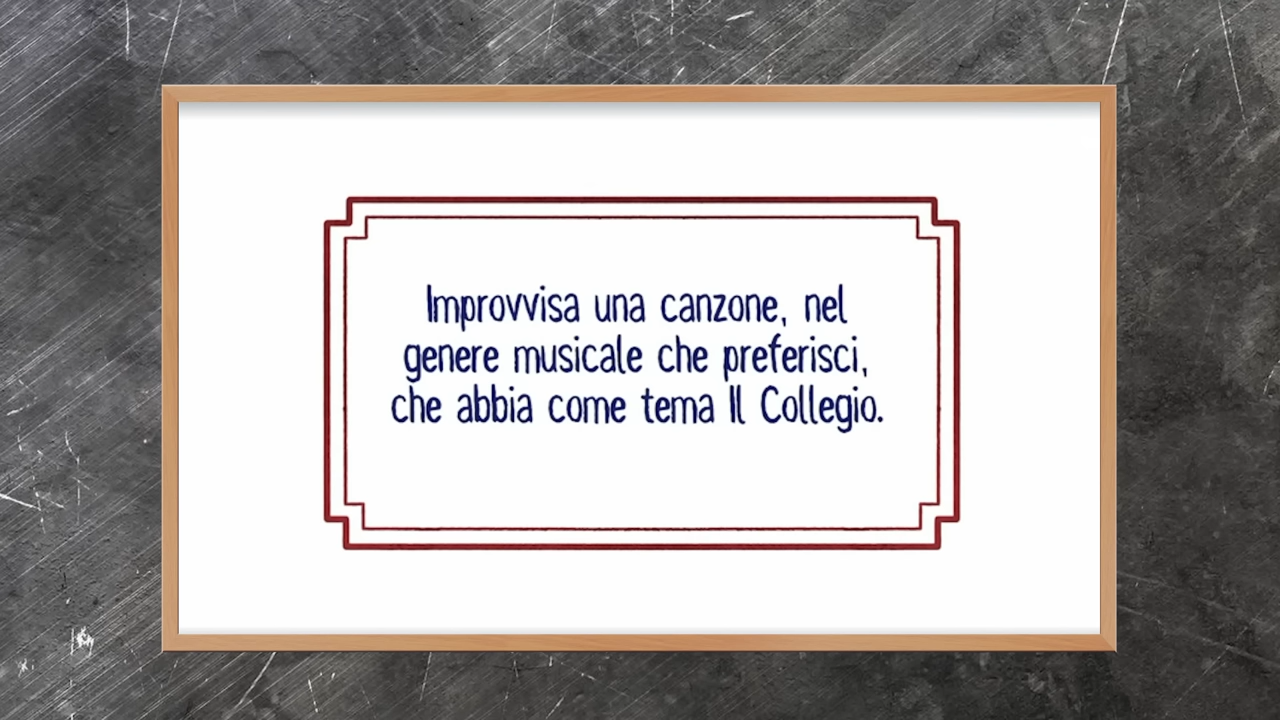 Improvvisa una canzone, nel
genere musicale che preferisci,
che abbia come tema Il Collegio.